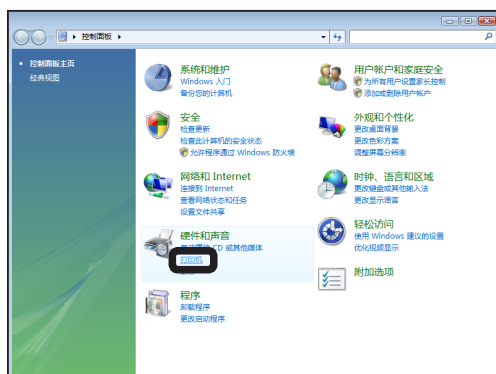 控制面板
控制面板主页
经典视图
系统和维护
Windows 入门
备份您的计算机
安全
检查更新
检查此计算机的安全状态
允许程序通过 Windows 防火墙
网络和 Internet
连接到 Internet
查看网络状态和任务
设置文件共享
硬件和声音
CD 或其他媒体
打印机
程序
卸载程序
更改启动程序
用户帐户和家庭安全
为所有用户设置家长控制
添加或删除用户帐户
外观和个性化
更改桌面背景
更改色彩方案
调整屏幕分辨率
时钟、语言和区域
更改键盘或其他输入法
更改显示语言
轻松访问
使用 Windows 建议的设置
优化视频显示
附加选项